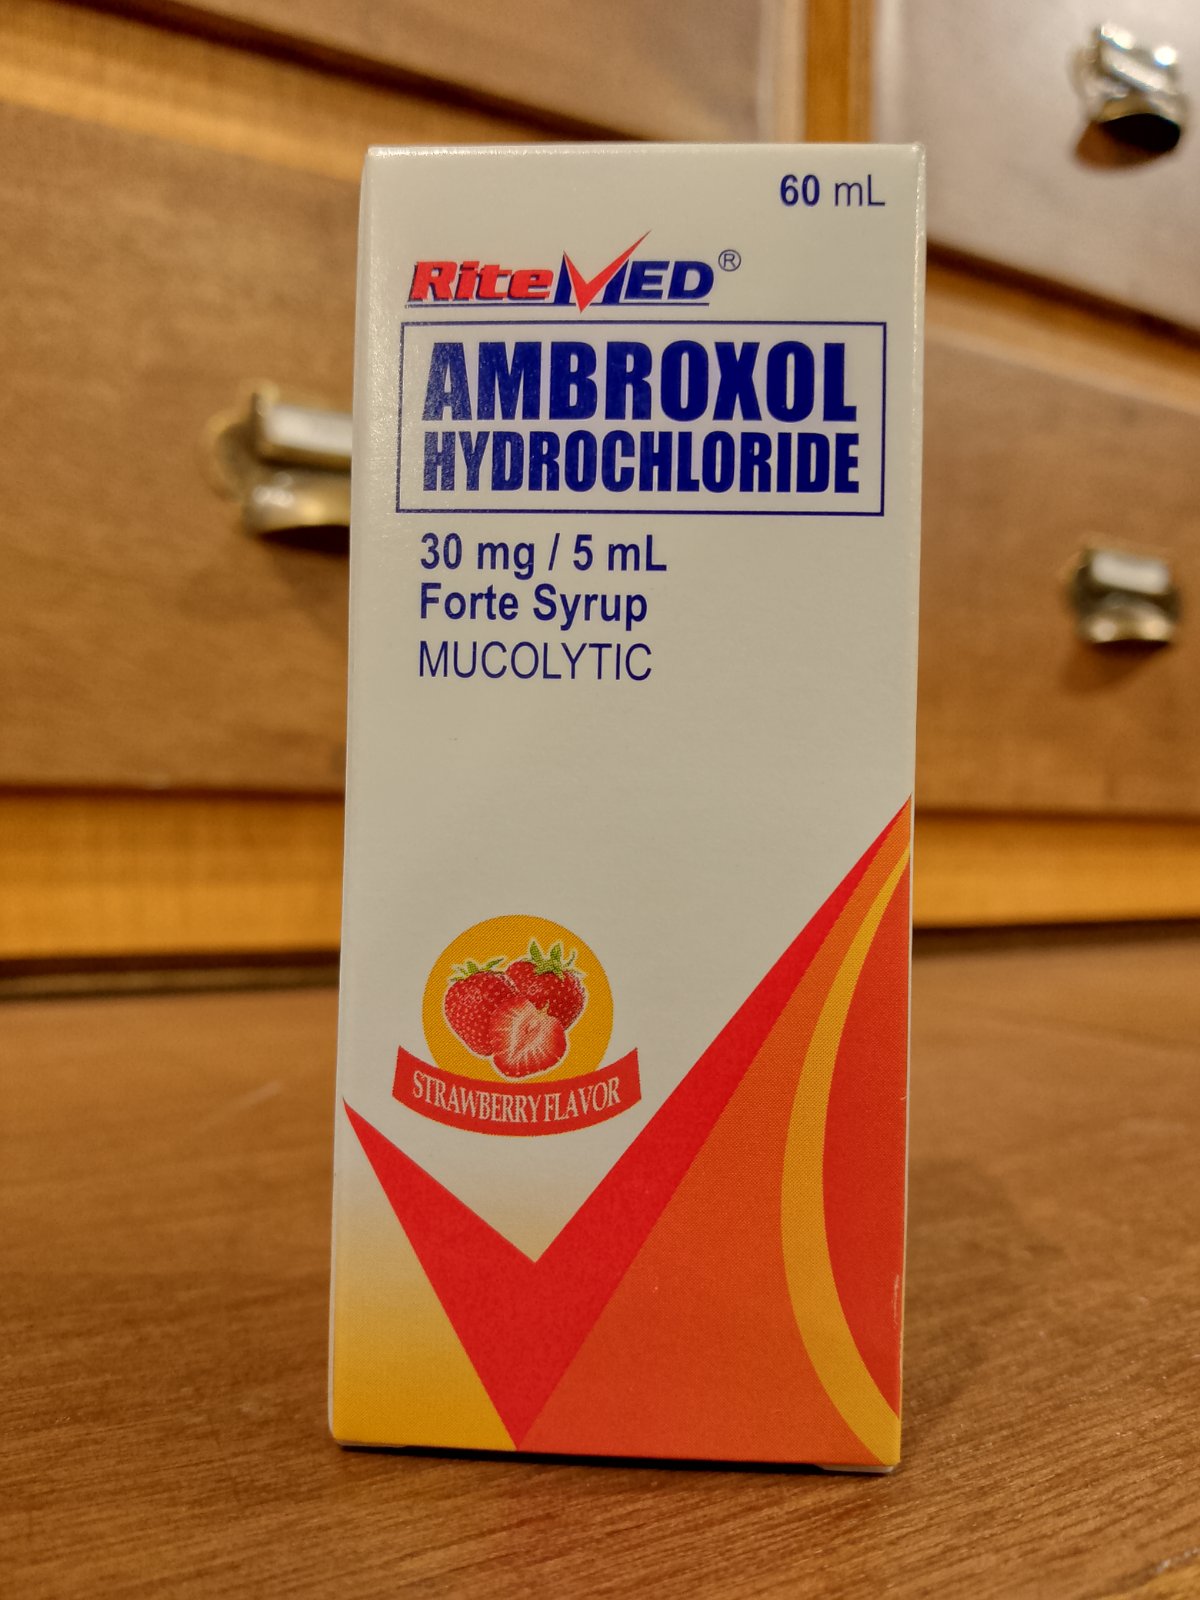 60 mL
RiteMED®
AMBROXOL
HYDROCHLORIDE
30 mg / 5 mL
Forte Syrup
MUCOLYTIC
STRAWBERRY FLAVOR